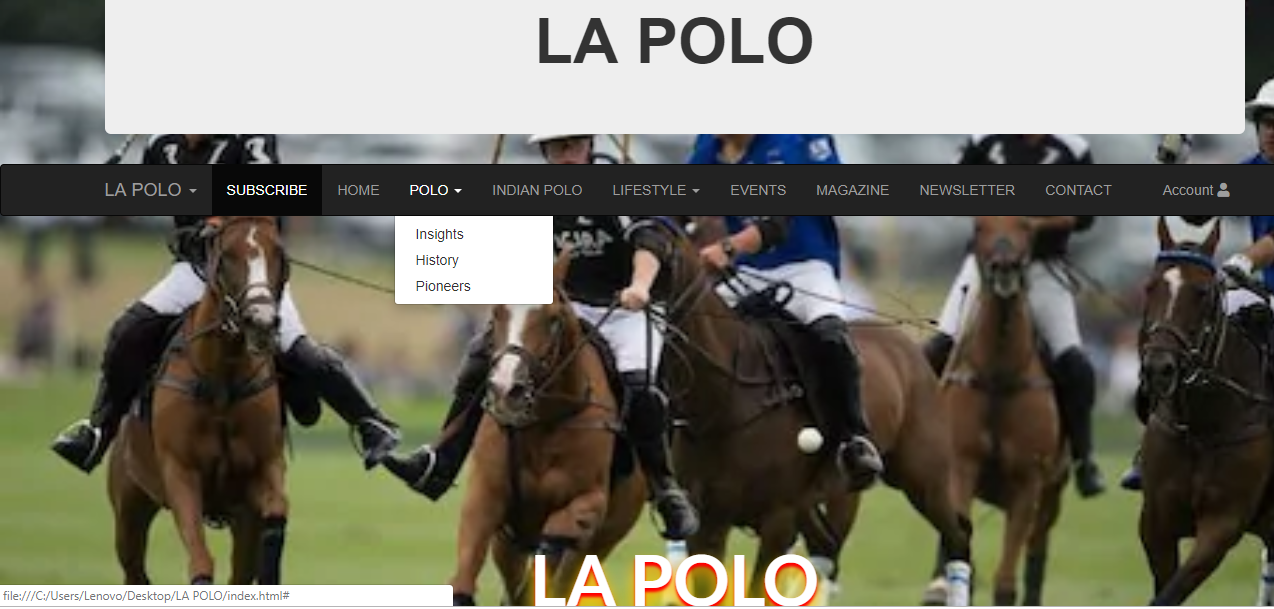 LA POLO
LA POLO SUBSCRIBE HOME POLO INDIAN POLO LIFESTYLE EVENTS MAGAZINE NEWSLETTER CONTACT Account
Insights
History
Pioneers
LA POLO
file:///C:/Users/Lenovo/Desktop/LA POLO/index.html#